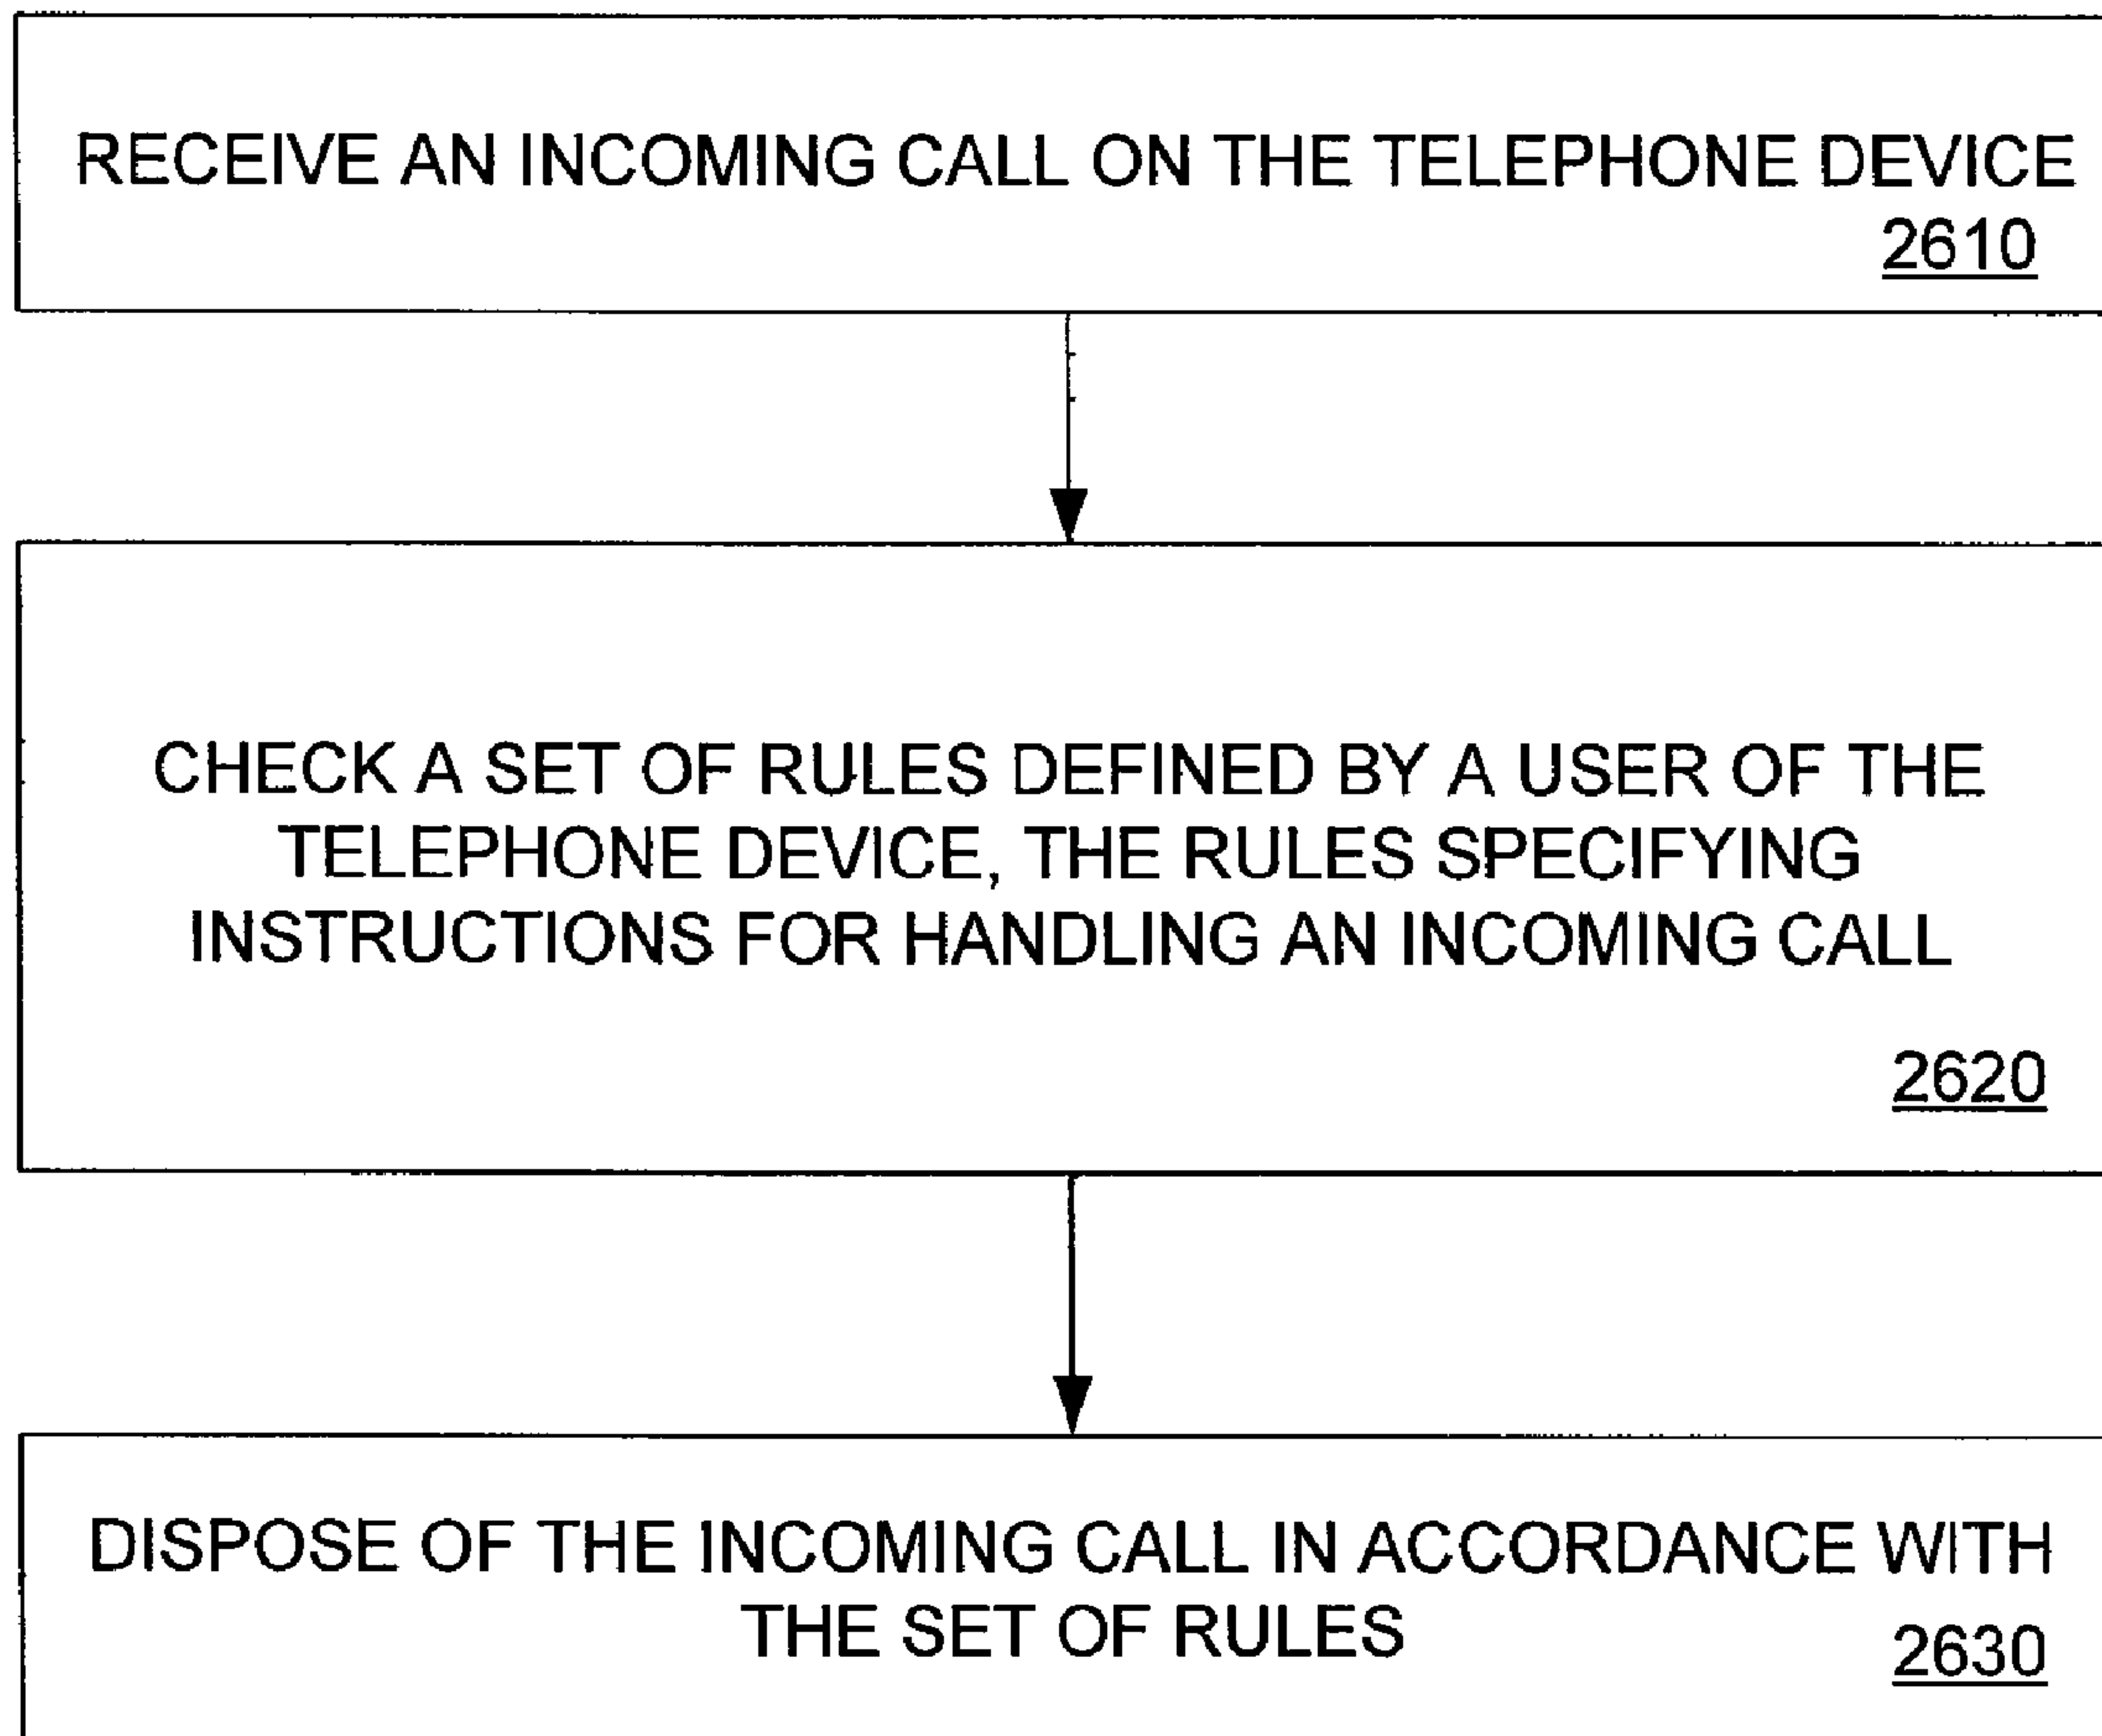 RECEIVE AN INCOMING CALL ON THE TELEPHONE DEVICE
2610
CHECK A SET OF RULES DEFINED BY A USER OF THE
TELEPHONE DEVICE, THE RULES SPECIFYING
INSTRUCTIONS FOR HANDLING AN INCOMING CALL
2620
DISPOSE OF THE INCOMING CALL IN ACCORDANCE WITH
THE SET OF RULES
2630